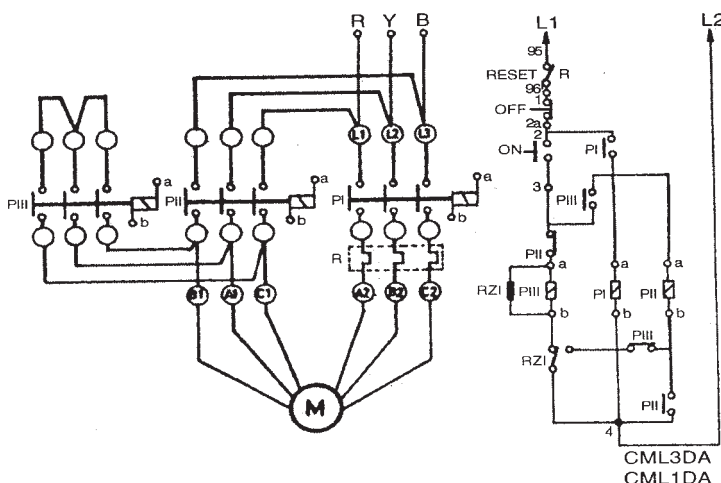 R Y B
L1 L2 L3
PIII
a
b
PII
a
b
PI
a
b
R
B1 A1 C1
A2 B2 C2
M
L1
L2
95
RESET R
96
1
OFF
2a
2
ON
PI
3
PIII
PII
a a a
RZI PIII PI PII
b b b
PIII
RZI
PII
4
CML3DA
CML1DA